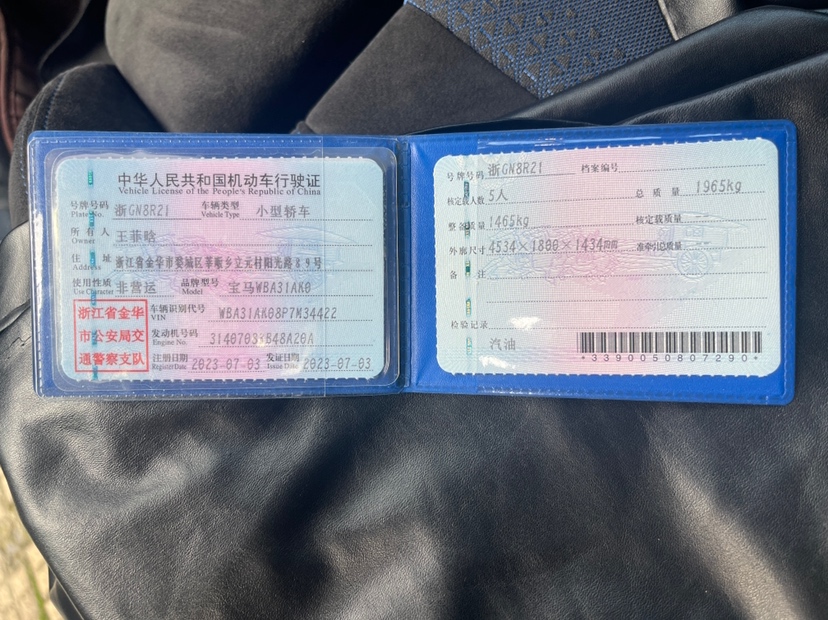 中华人民共和国机动车行驶证
Vehicle License of the People's Republic of China
号牌号码 浙GN8R21 车辆类型 小型轿车
Plate No. Vehicle Type
所有人 王菲晗
Owner
住址 浙江省金华市婺城区莘畈乡立元村阳光路89号
Address
使用性质 非营运 品牌型号 宝马WBA31AK0
Use Character Model
浙江省金华
市公安局交
通警察支队
车辆识别代号 WBA31AK08P7M34422
VIN
发动机号码 3140703 B48A20A
Engine No.
注册日期 2023-07-03 发证日期 2023-07-03
Register Date Issue Date
号牌号码 浙GN8R21 档案编号
核定载人数 5人 总质量 1965kg
整备质量 1465kg 核定载质量 --
外廓尺寸 4534×1800×1434mm 准牵引总质量 --
备注
检验记录
汽油
*3390050807290*